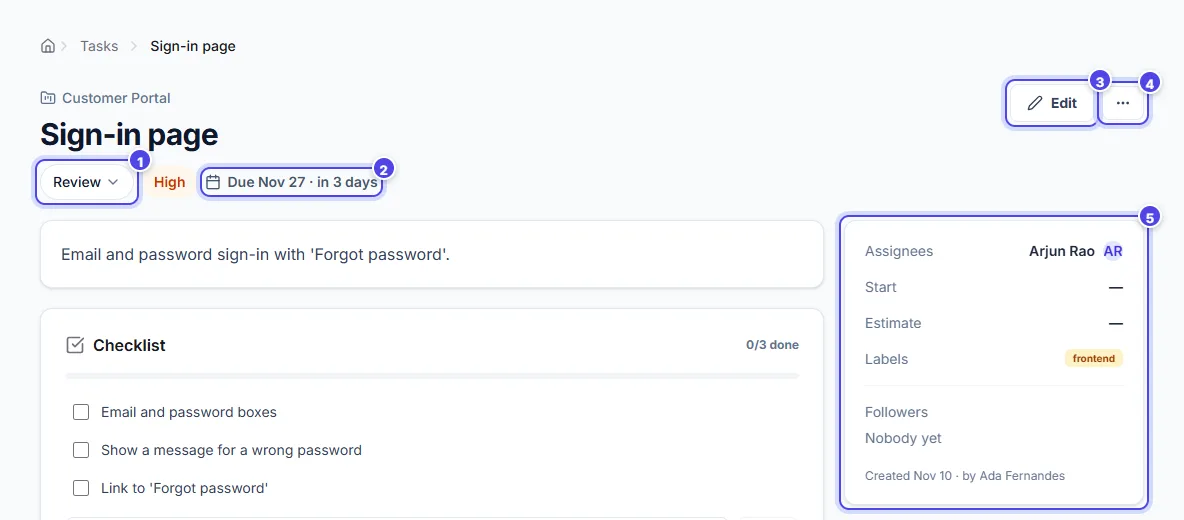 Tasks Sign-in page
Customer Portal
Sign-in page
3 Edit
4 ...
1 Review
High
2 Due Nov 27 · in 3 days
Email and password sign-in with 'Forgot password'.
Checklist 0/3 done
Email and password boxes
Show a message for a wrong password
Link to 'Forgot password'
5
Assignees Arjun Rao AR
Start —
Estimate —
Labels frontend
Followers
Nobody yet
Created Nov 10 · by Ada Fernandes